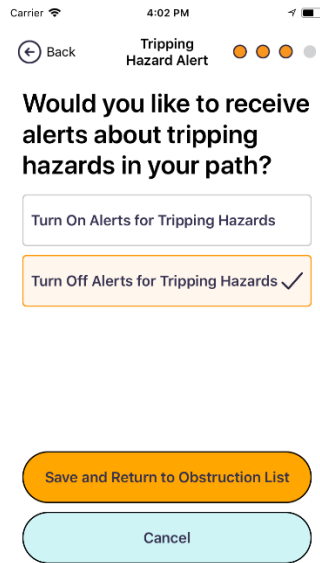 Carrier 4:02 PM
Back
Tripping
Hazard Alert
Would you like to receive
alerts about tripping
hazards in your path?
Turn On Alerts for Tripping Hazards
Turn Off Alerts for Tripping Hazards
Save and Return to Obstruction List
Cancel